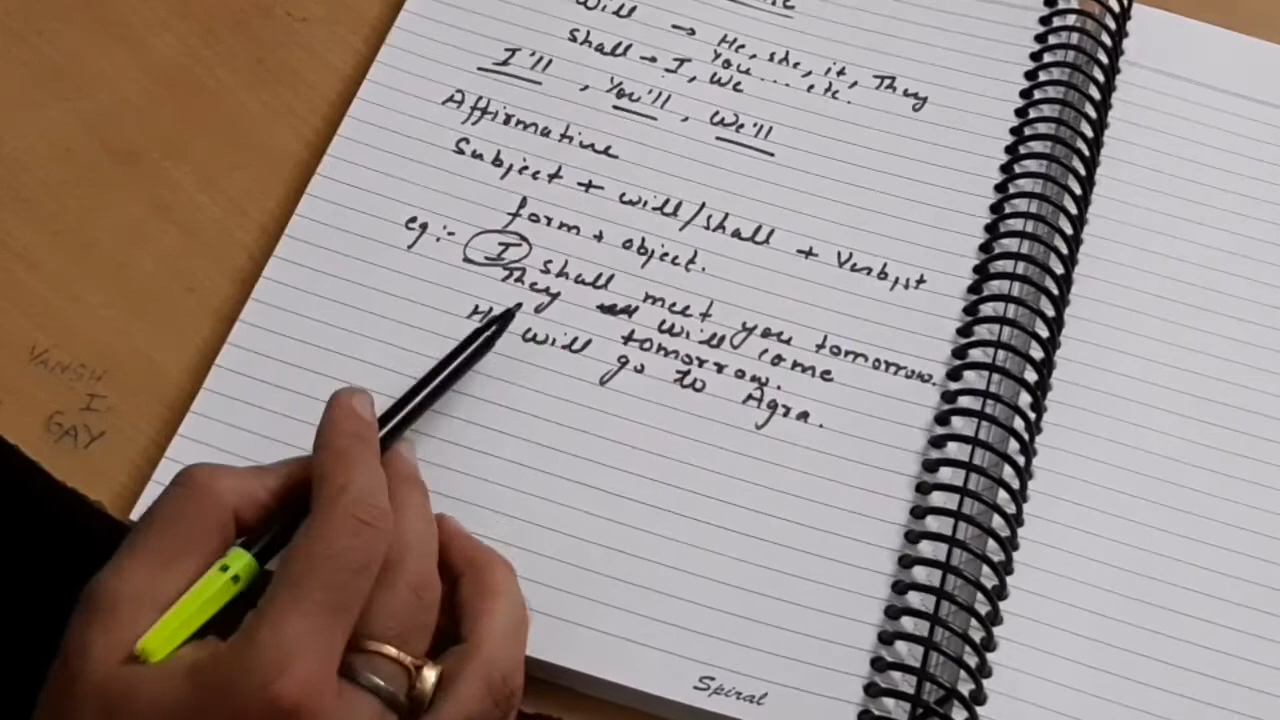 will → He, she, it, They
You... etc.
Shall → I, We
I'll , You'll , We'll
Affirmative
Subject + will/shall + Verb 1st
form + object.
eg:- I shall meet you tomorrow.
They will come
tomorrow.
will go to Agra.
VANSH
I
GAY
Spiral